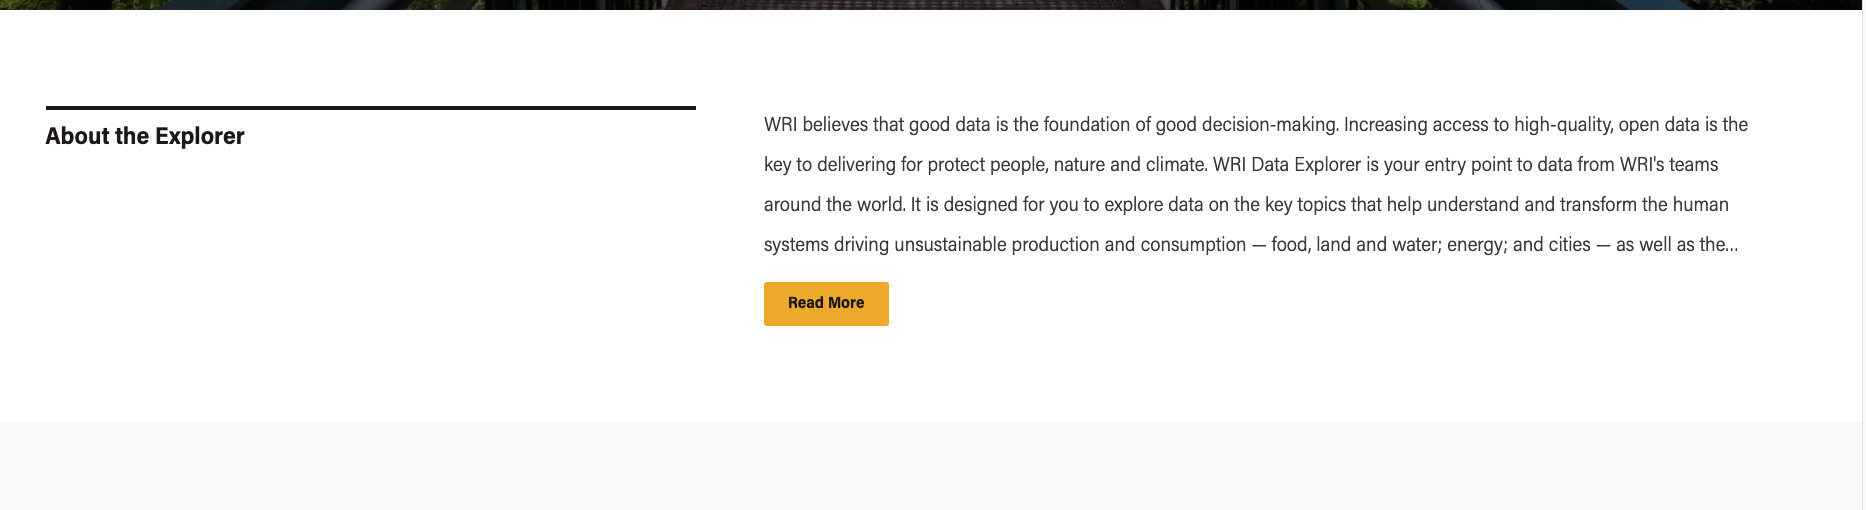 About the Explorer
WRI believes that good data is the foundation of good decision-making. Increasing access to high-quality, open data is the
key to delivering for protect people, nature and climate. WRI Data Explorer is your entry point to data from WRI's teams
around the world. It is designed for you to explore data on the key topics that help understand and transform the human
systems driving unsustainable production and consumption — food, land and water; energy; and cities — as well as the...
Read More